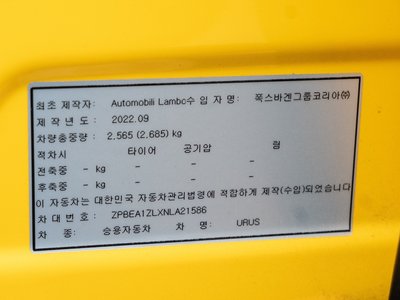 최초 제작자: Automobili Lambo수 입 자 명: 폭스바겐그룹코리아㈜
제 작 년 도 : 2022.09
차량총중량 : 2.565 (2,685) kg
적차시 타이어 공기압 림
전축중 - kg - -
후축중 - kg - -
이 자동차는 대한민국 자동차관리법령에 적합하게 제작(수입)되었습니다
차 대 번 호 : ZPBEA1ZLXNLA21586
차 종: 승용자동차 차 명: URUS